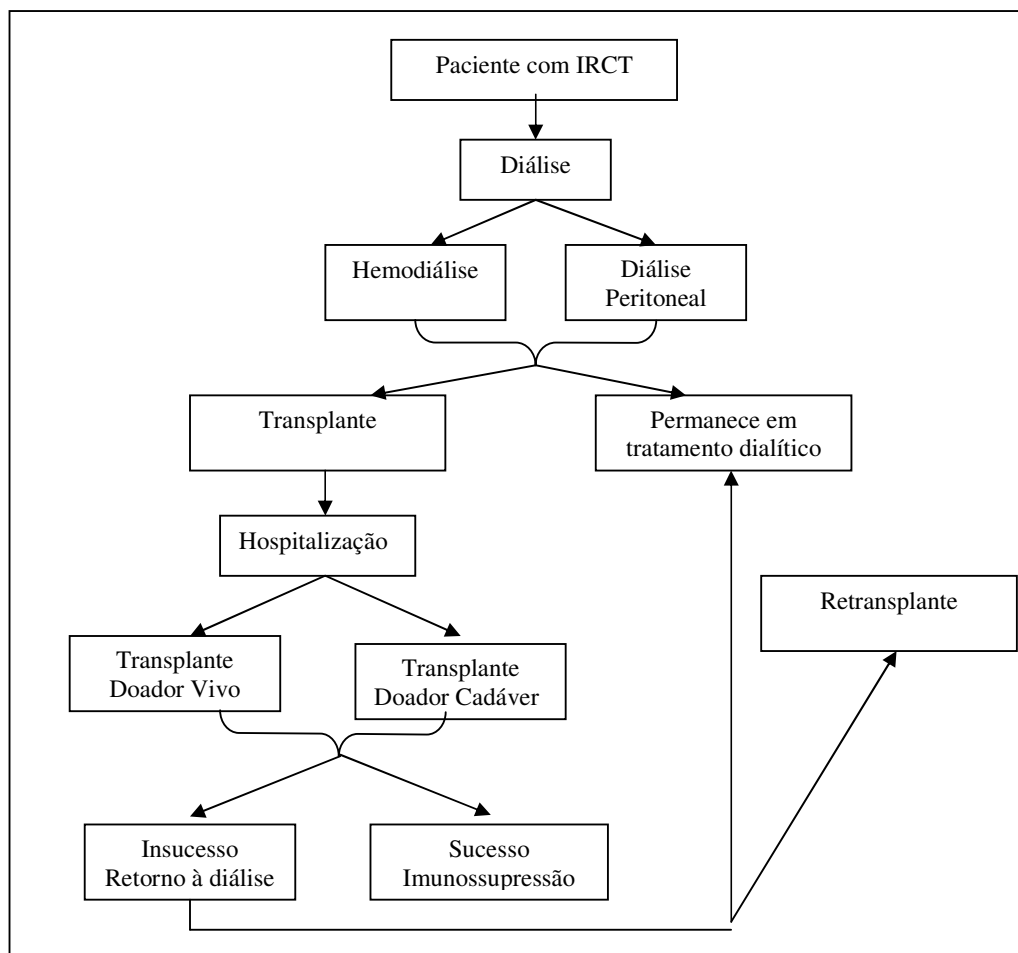 Paciente com IRCT
Diálise
Hemodiálise
Diálise
Peritoneal
Transplante
Permanece em
tratamento dialítico
Hospitalização
Retransplante
Transplante
Doador Vivo
Transplante
Doador Cadáver
Insucesso
Retorno à diálise
Sucesso
Imunossupressão